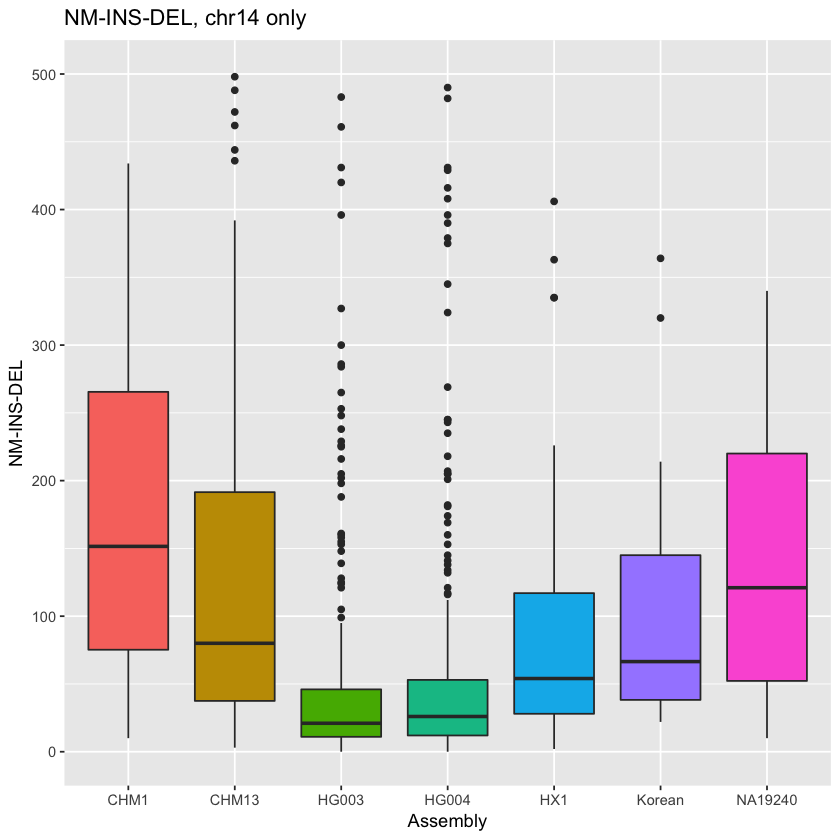 NM-INS-DEL, chr14 only
NM-INS-DEL
500
400
300
200
100
0
CHM1 CHM13 HG003 HG004 HX1 Korean NA19240
Assembly